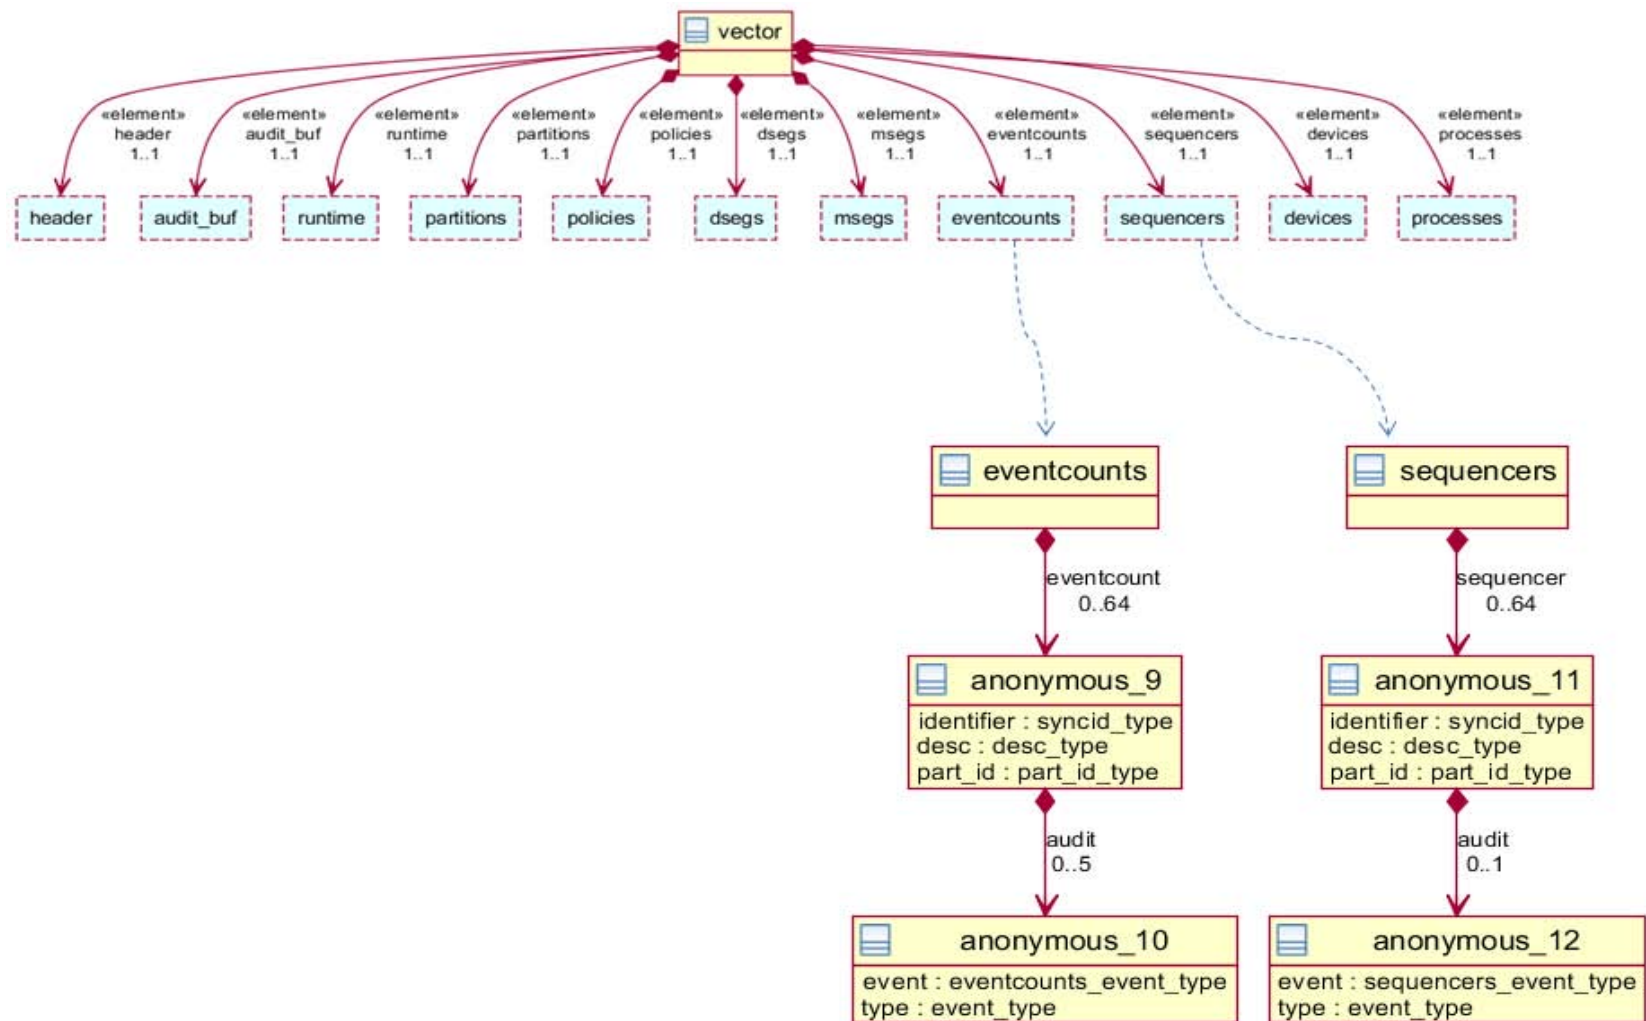 vector
«element»
header
1..1
«element»
audit_buf
1..1
«element»
runtime
1..1
«element»
partitions
1..1
«element»
policies
1..1
«element»
dsegs
1..1
«element»
msegs
1..1
«element»
eventcounts
1..1
«element»
sequencers
1..1
«element»
devices
1..1
«element»
processes
1..1
header
audit_buf
runtime
partitions
policies
dsegs
msegs
eventcounts
sequencers
devices
processes
eventcounts
eventcount
0..64
anonymous_9
identifier : syncid_type
desc : desc_type
part_id : part_id_type
audit
0..5
anonymous_10
event : eventcounts_event_type
type : event_type
sequencers
sequencer
0..64
anonymous_11
identifier : syncid_type
desc : desc_type
part_id : part_id_type
audit
0..1
anonymous_12
event : sequencers_event_type
type : event_type